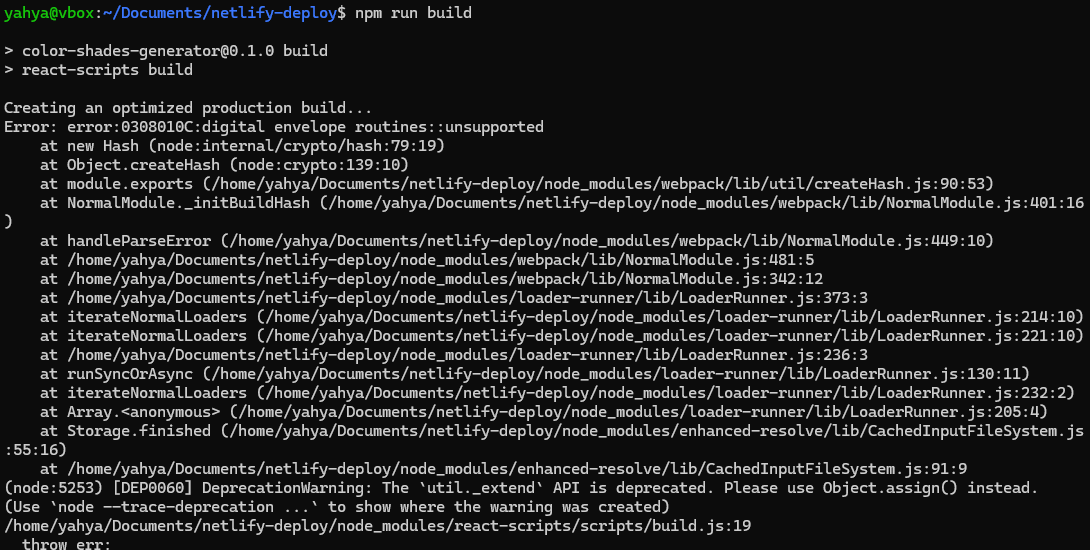 yahya@vbox:~/Documents/netlify-deploy$ npm run build
> color-shades-generator@0.1.0 build
> react-scripts build
Creating an optimized production build...
Error: error:0308010C:digital envelope routines::unsupported
    at new Hash (node:internal/crypto/hash:79:19)
    at Object.createHash (node:crypto:139:10)
    at module.exports (/home/yahya/Documents/netlify-deploy/node_modules/webpack/lib/util/createHash.js:90:53)
    at NormalModule._initBuildHash (/home/yahya/Documents/netlify-deploy/node_modules/webpack/lib/NormalModule.js:401:16
)
    at handleParseError (/home/yahya/Documents/netlify-deploy/node_modules/webpack/lib/NormalModule.js:449:10)
    at /home/yahya/Documents/netlify-deploy/node_modules/webpack/lib/NormalModule.js:481:5
    at /home/yahya/Documents/netlify-deploy/node_modules/webpack/lib/NormalModule.js:342:12
    at /home/yahya/Documents/netlify-deploy/node_modules/loader-runner/lib/LoaderRunner.js:373:3
    at iterateNormalLoaders (/home/yahya/Documents/netlify-deploy/node_modules/loader-runner/lib/LoaderRunner.js:214:10)
    at iterateNormalLoaders (/home/yahya/Documents/netlify-deploy/node_modules/loader-runner/lib/LoaderRunner.js:221:10)
    at /home/yahya/Documents/netlify-deploy/node_modules/loader-runner/lib/LoaderRunner.js:236:3
    at runSyncOrAsync (/home/yahya/Documents/netlify-deploy/node_modules/loader-runner/lib/LoaderRunner.js:130:11)
    at iterateNormalLoaders (/home/yahya/Documents/netlify-deploy/node_modules/loader-runner/lib/LoaderRunner.js:232:2)
    at Array.<anonymous> (/home/yahya/Documents/netlify-deploy/node_modules/loader-runner/lib/LoaderRunner.js:205:4)
    at Storage.finished (/home/yahya/Documents/netlify-deploy/node_modules/enhanced-resolve/lib/CachedInputFileSystem.js
:55:16)
    at /home/yahya/Documents/netlify-deploy/node_modules/enhanced-resolve/lib/CachedInputFileSystem.js:91:9
(node:5253) [DEP0060] DeprecationWarning: The `util._extend` API is deprecated. Please use Object.assign() instead.
(Use `node --trace-deprecation ...` to show where the warning was created)
/home/yahya/Documents/netlify-deploy/node_modules/react-scripts/scripts/build.js:19
  throw err;